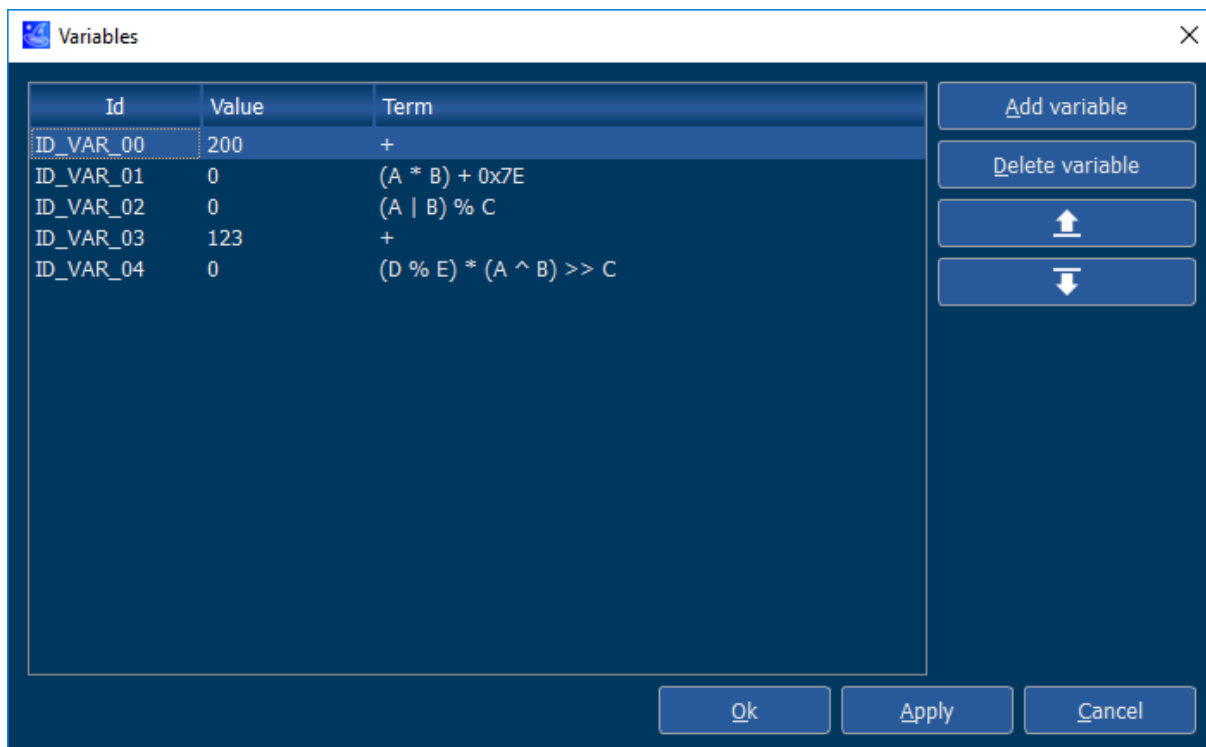 Variables
Id Value Term
ID_VAR_00 200 +
ID_VAR_01 0 (A * B) + 0x7E
ID_VAR_02 0 (A | B) % C
ID_VAR_03 123 +
ID_VAR_04 0 (D % E) * (A ^ B) >> C
Add variable
Delete variable
Ok Apply Cancel